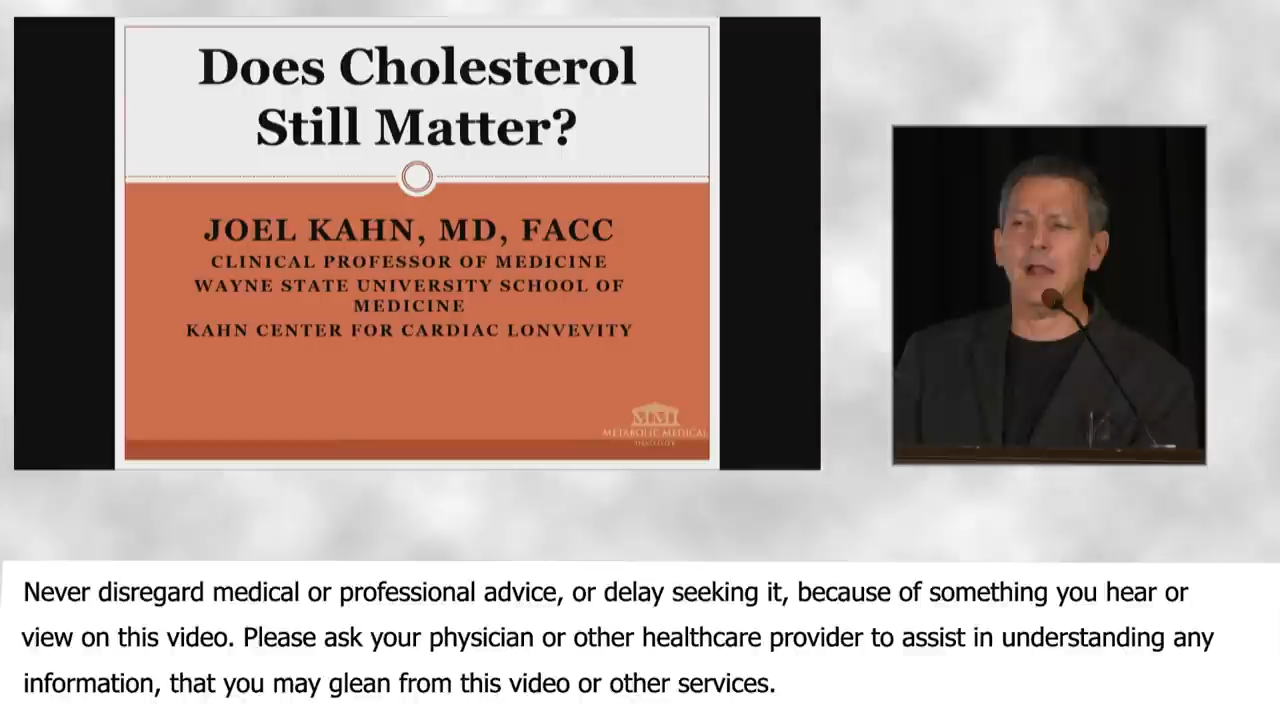 Does Cholesterol
Still Matter?
JOEL KAHN, MD, FACC
CLINICAL PROFESSOR OF MEDICINE
WAYNE STATE UNIVERSITY SCHOOL OF
MEDICINE
KAHN CENTER FOR CARDIAC LONVEVITY
MMI
METABOLIC MEDICAL
Never disregard medical or professional advice, or delay seeking it, because of something you hear or
view on this video. Please ask your physician or other healthcare provider to assist in understanding any
information, that you may glean from this video or other services.